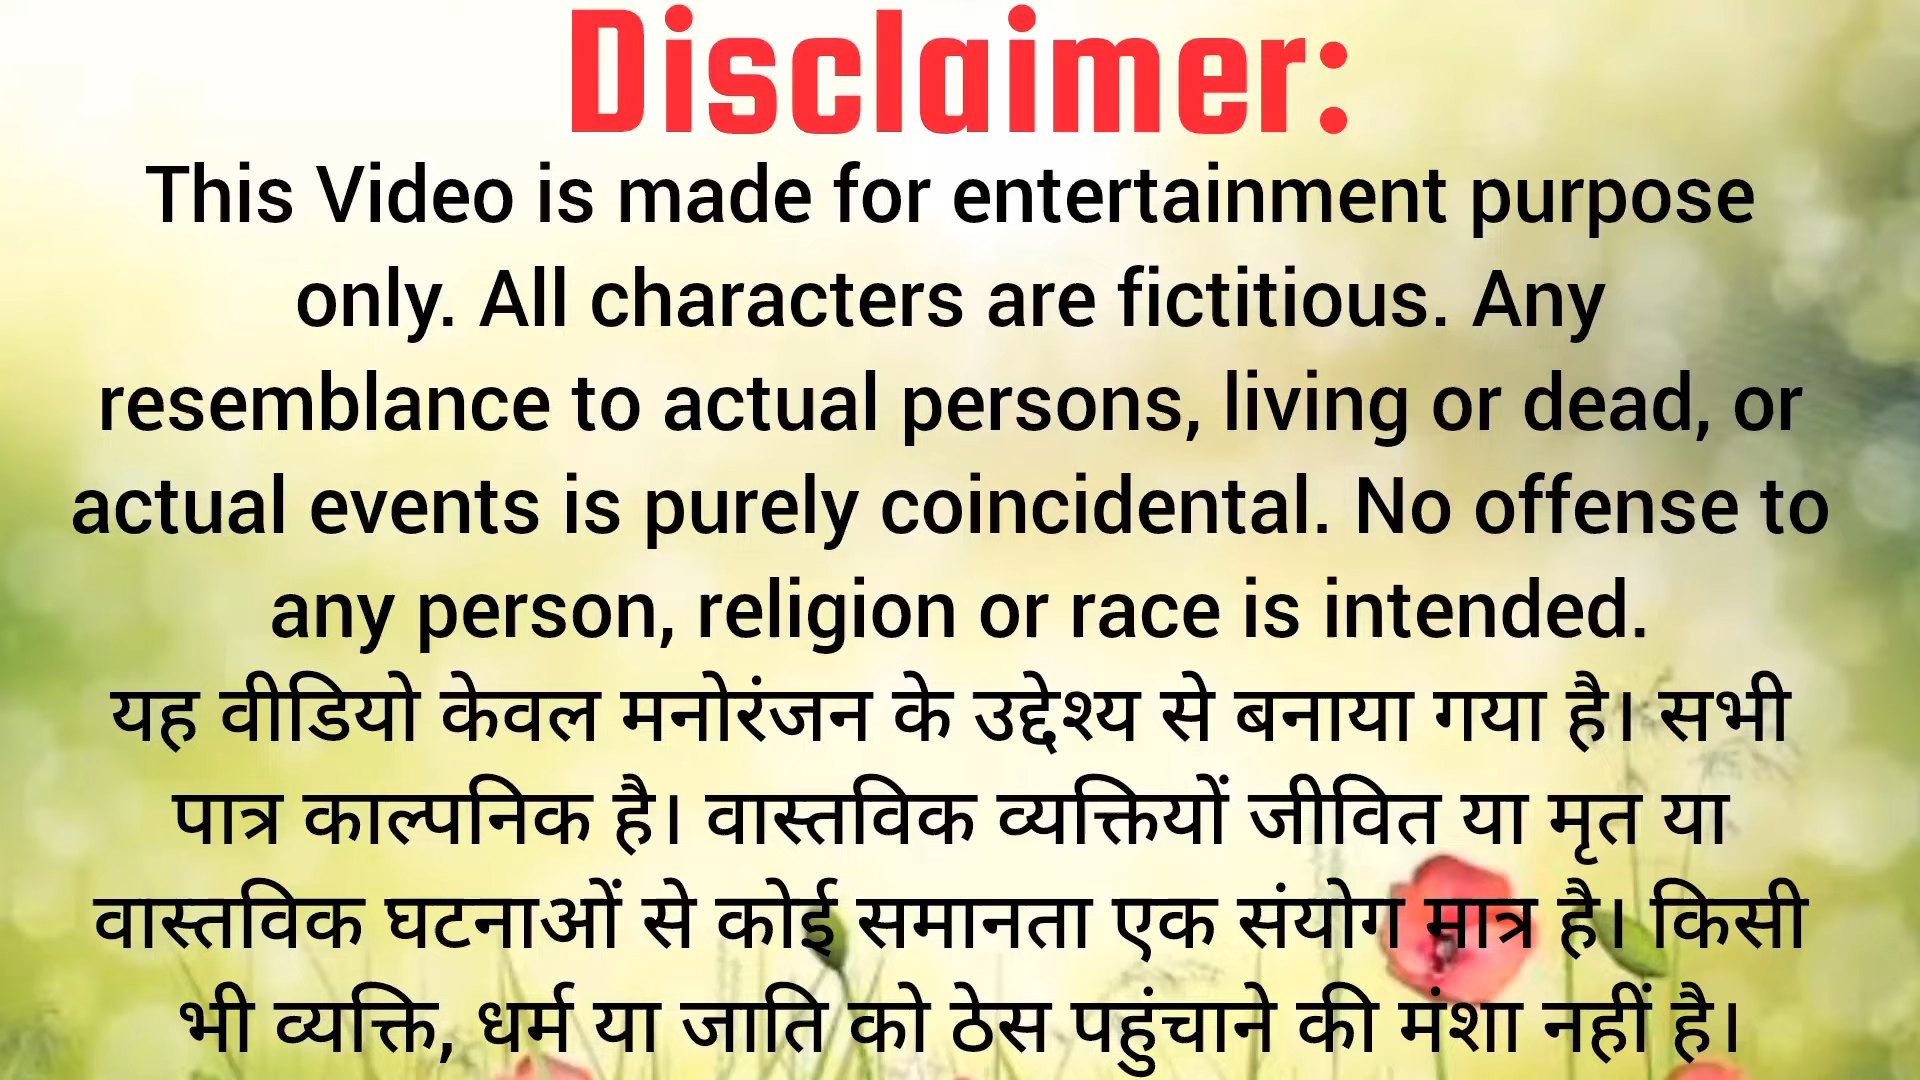 Disclaimer:
This Video is made for entertainment purpose
only. All characters are fictitious. Any
resemblance to actual persons, living or dead, or
actual events is purely coincidental. No offense to
any person, religion or race is intended.
यह वीडियो केवल मनोरंजन के उद्देश्य से बनाया गया है। सभी
पात्र काल्पनिक है। वास्तविक व्यक्तियों जीवित या मृत या
वास्तविक घटनाओं से कोई समानता एक संयोग मात्र है। किसी
भी व्यक्ति, धर्म या जाति को ठेस पहुंचाने की मंशा नहीं है।